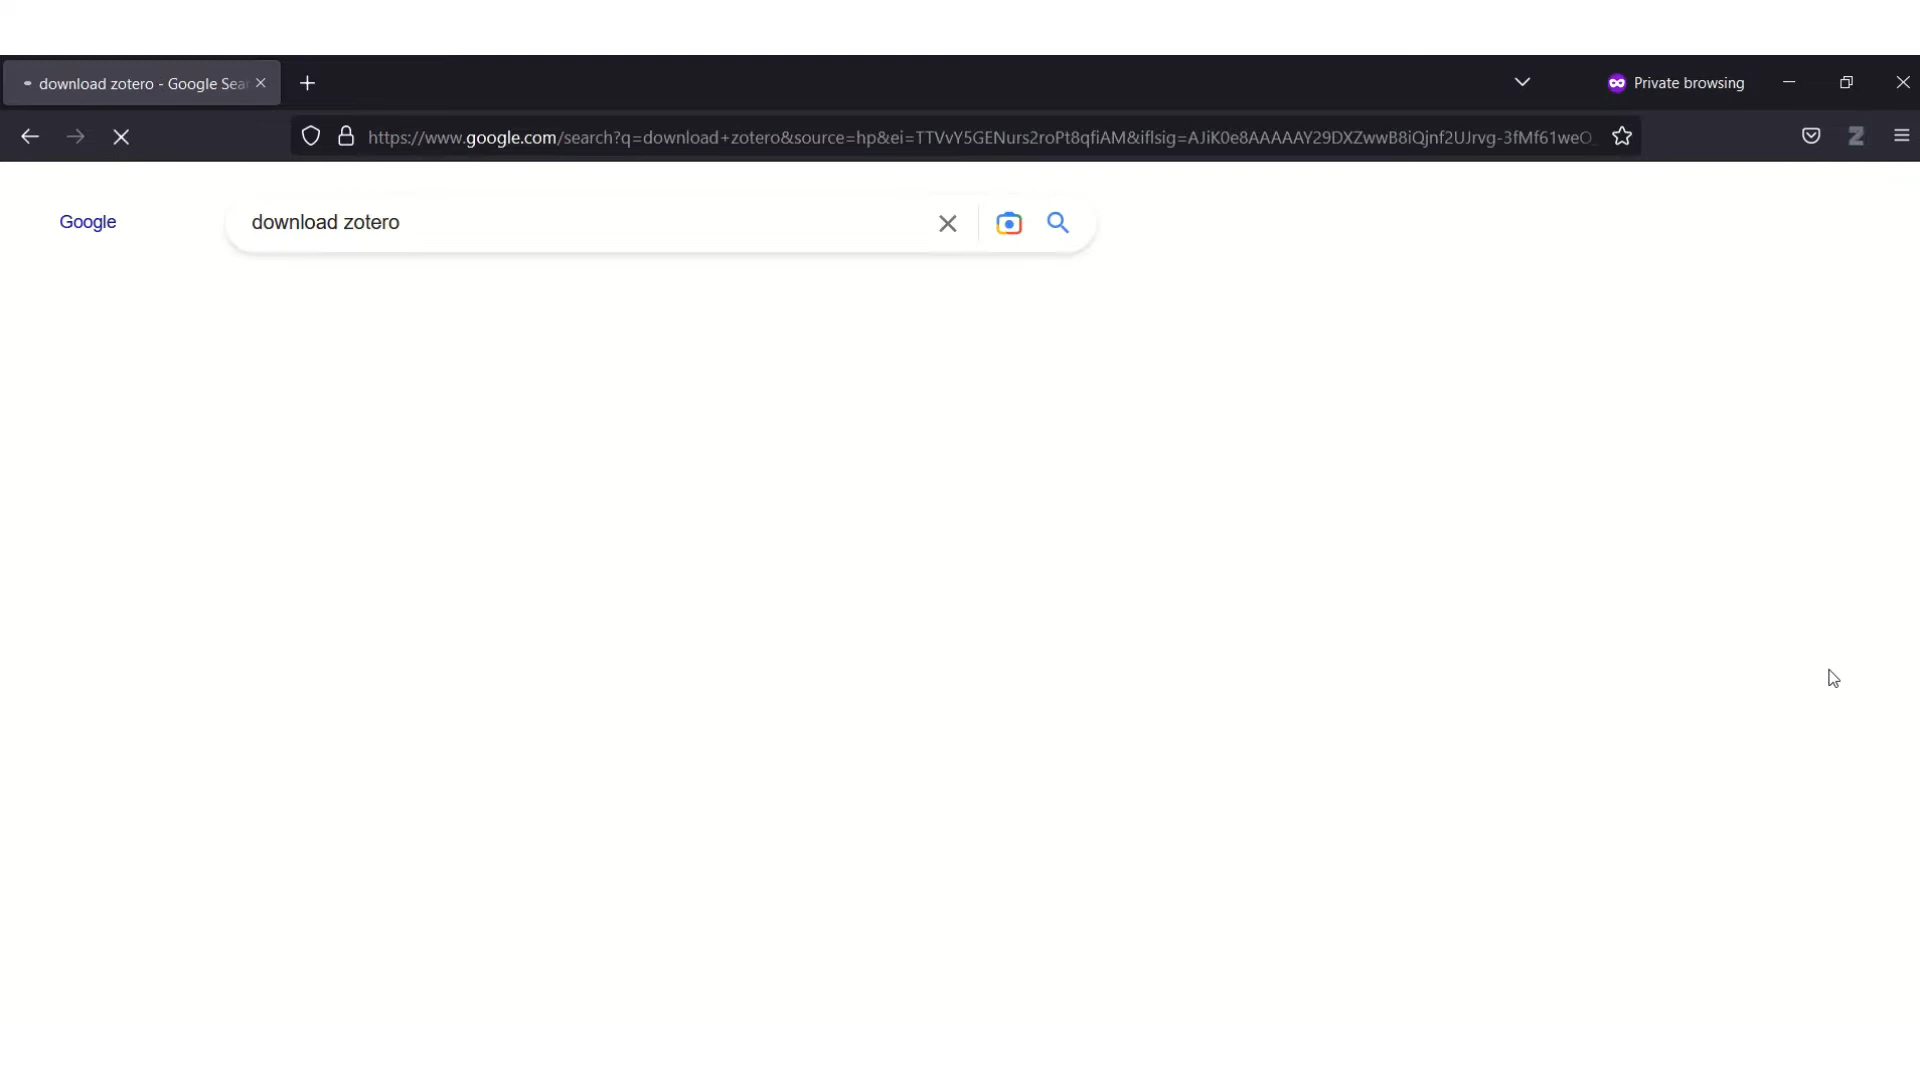 download zotero - Google Sea
Private browsing
https://www.google.com/search?q=download+zotero&source=hp&ei=TTVvY5GENurs2roPt8qfiAM&iflsig=AJiK0e8AAAAAY29DXZwwB8iQjnf2UJrvg-3fMf61weO
Z
Google
download zotero